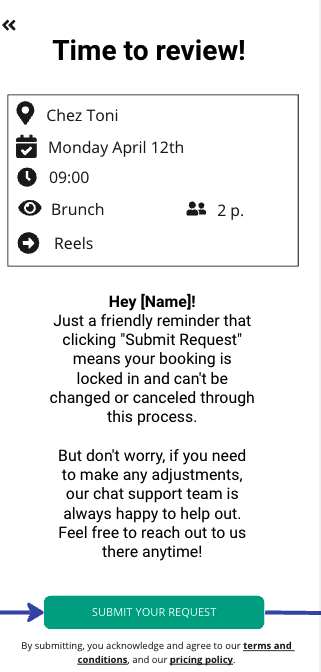 Time to review!
Chez Toni
Monday April 12th
09:00
Brunch 2 p.
Reels
Hey [Name]!
Just a friendly reminder that
clicking "Submit Request"
means your booking is
locked in and can't be
changed or canceled through
this process.
But don't worry, if you need
to make any adjustments,
our chat support team is
always happy to help out.
Feel free to reach out to us
there anytime!
SUBMIT YOUR REQUEST
By submitting, you acknowledge and agree to our terms and
conditions, and our pricing policy.